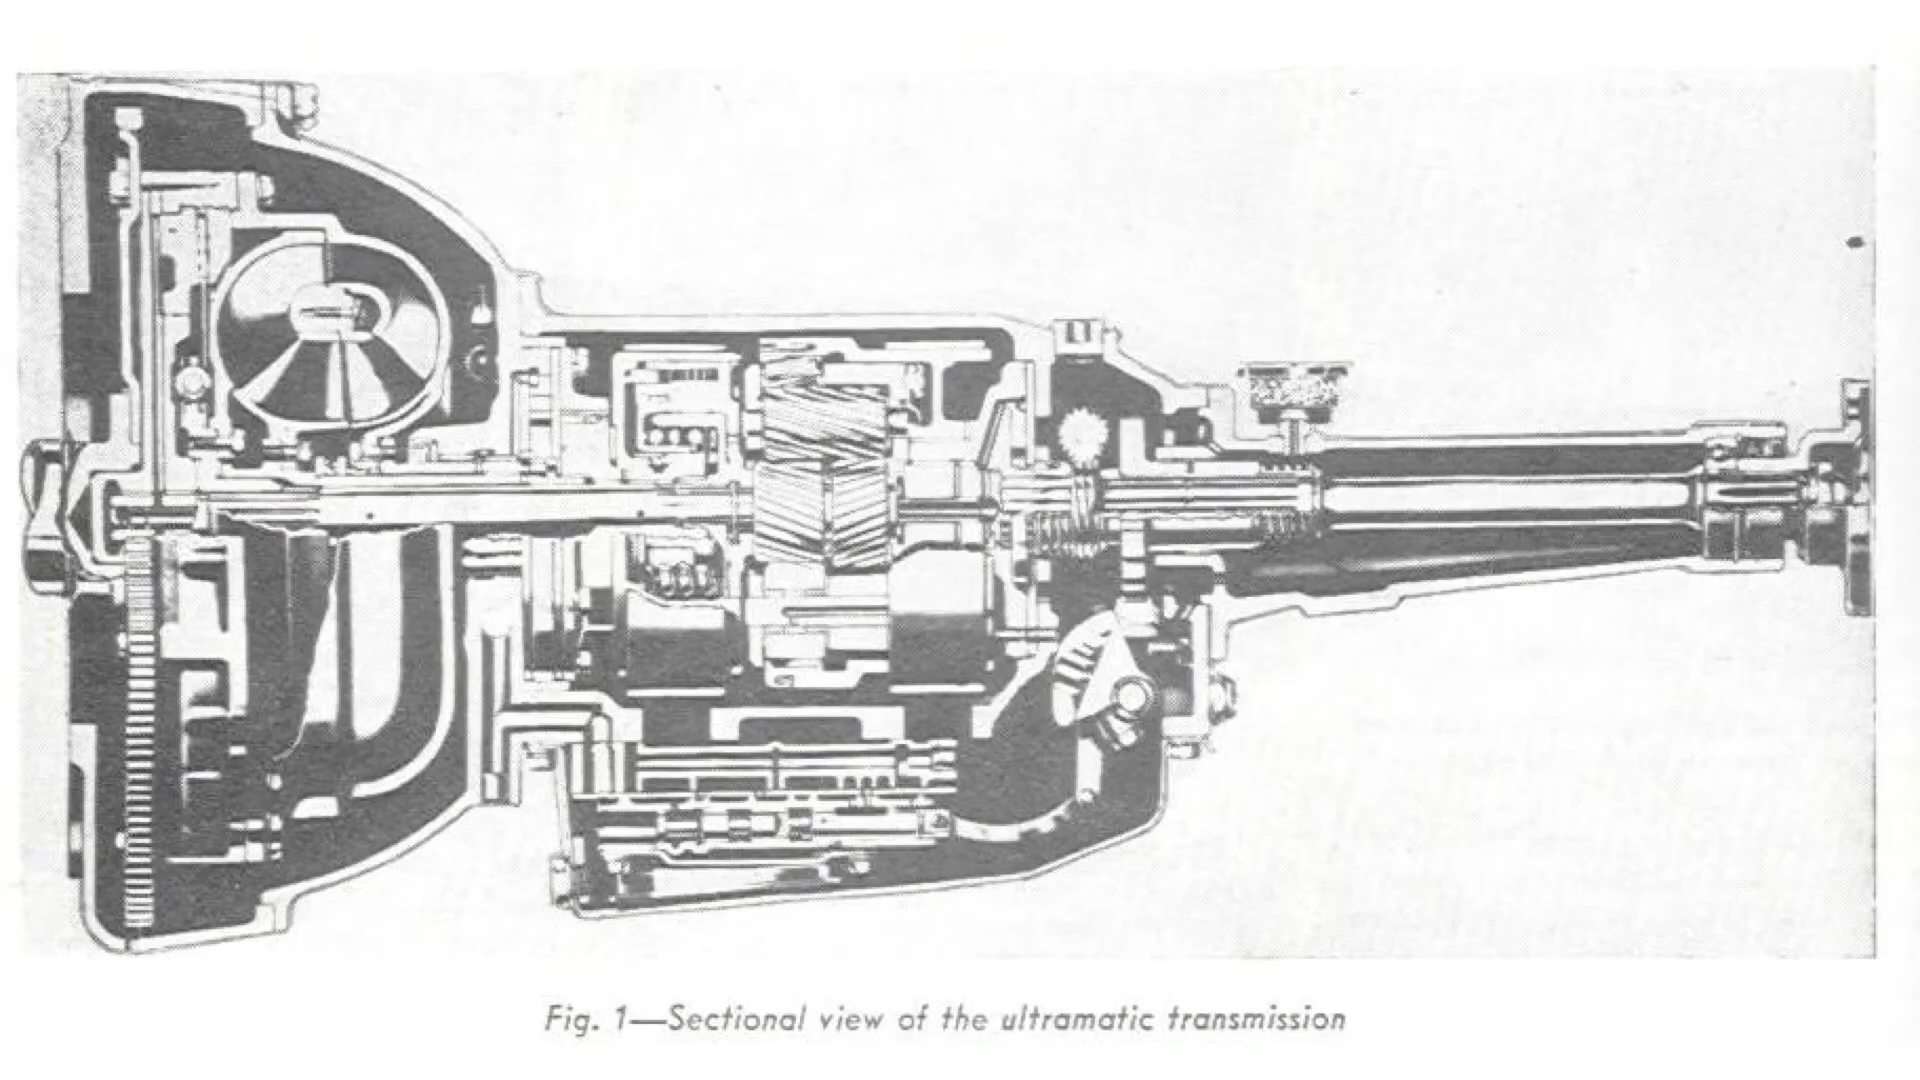 Fig. 1—Sectional view of the ultramatic transmission